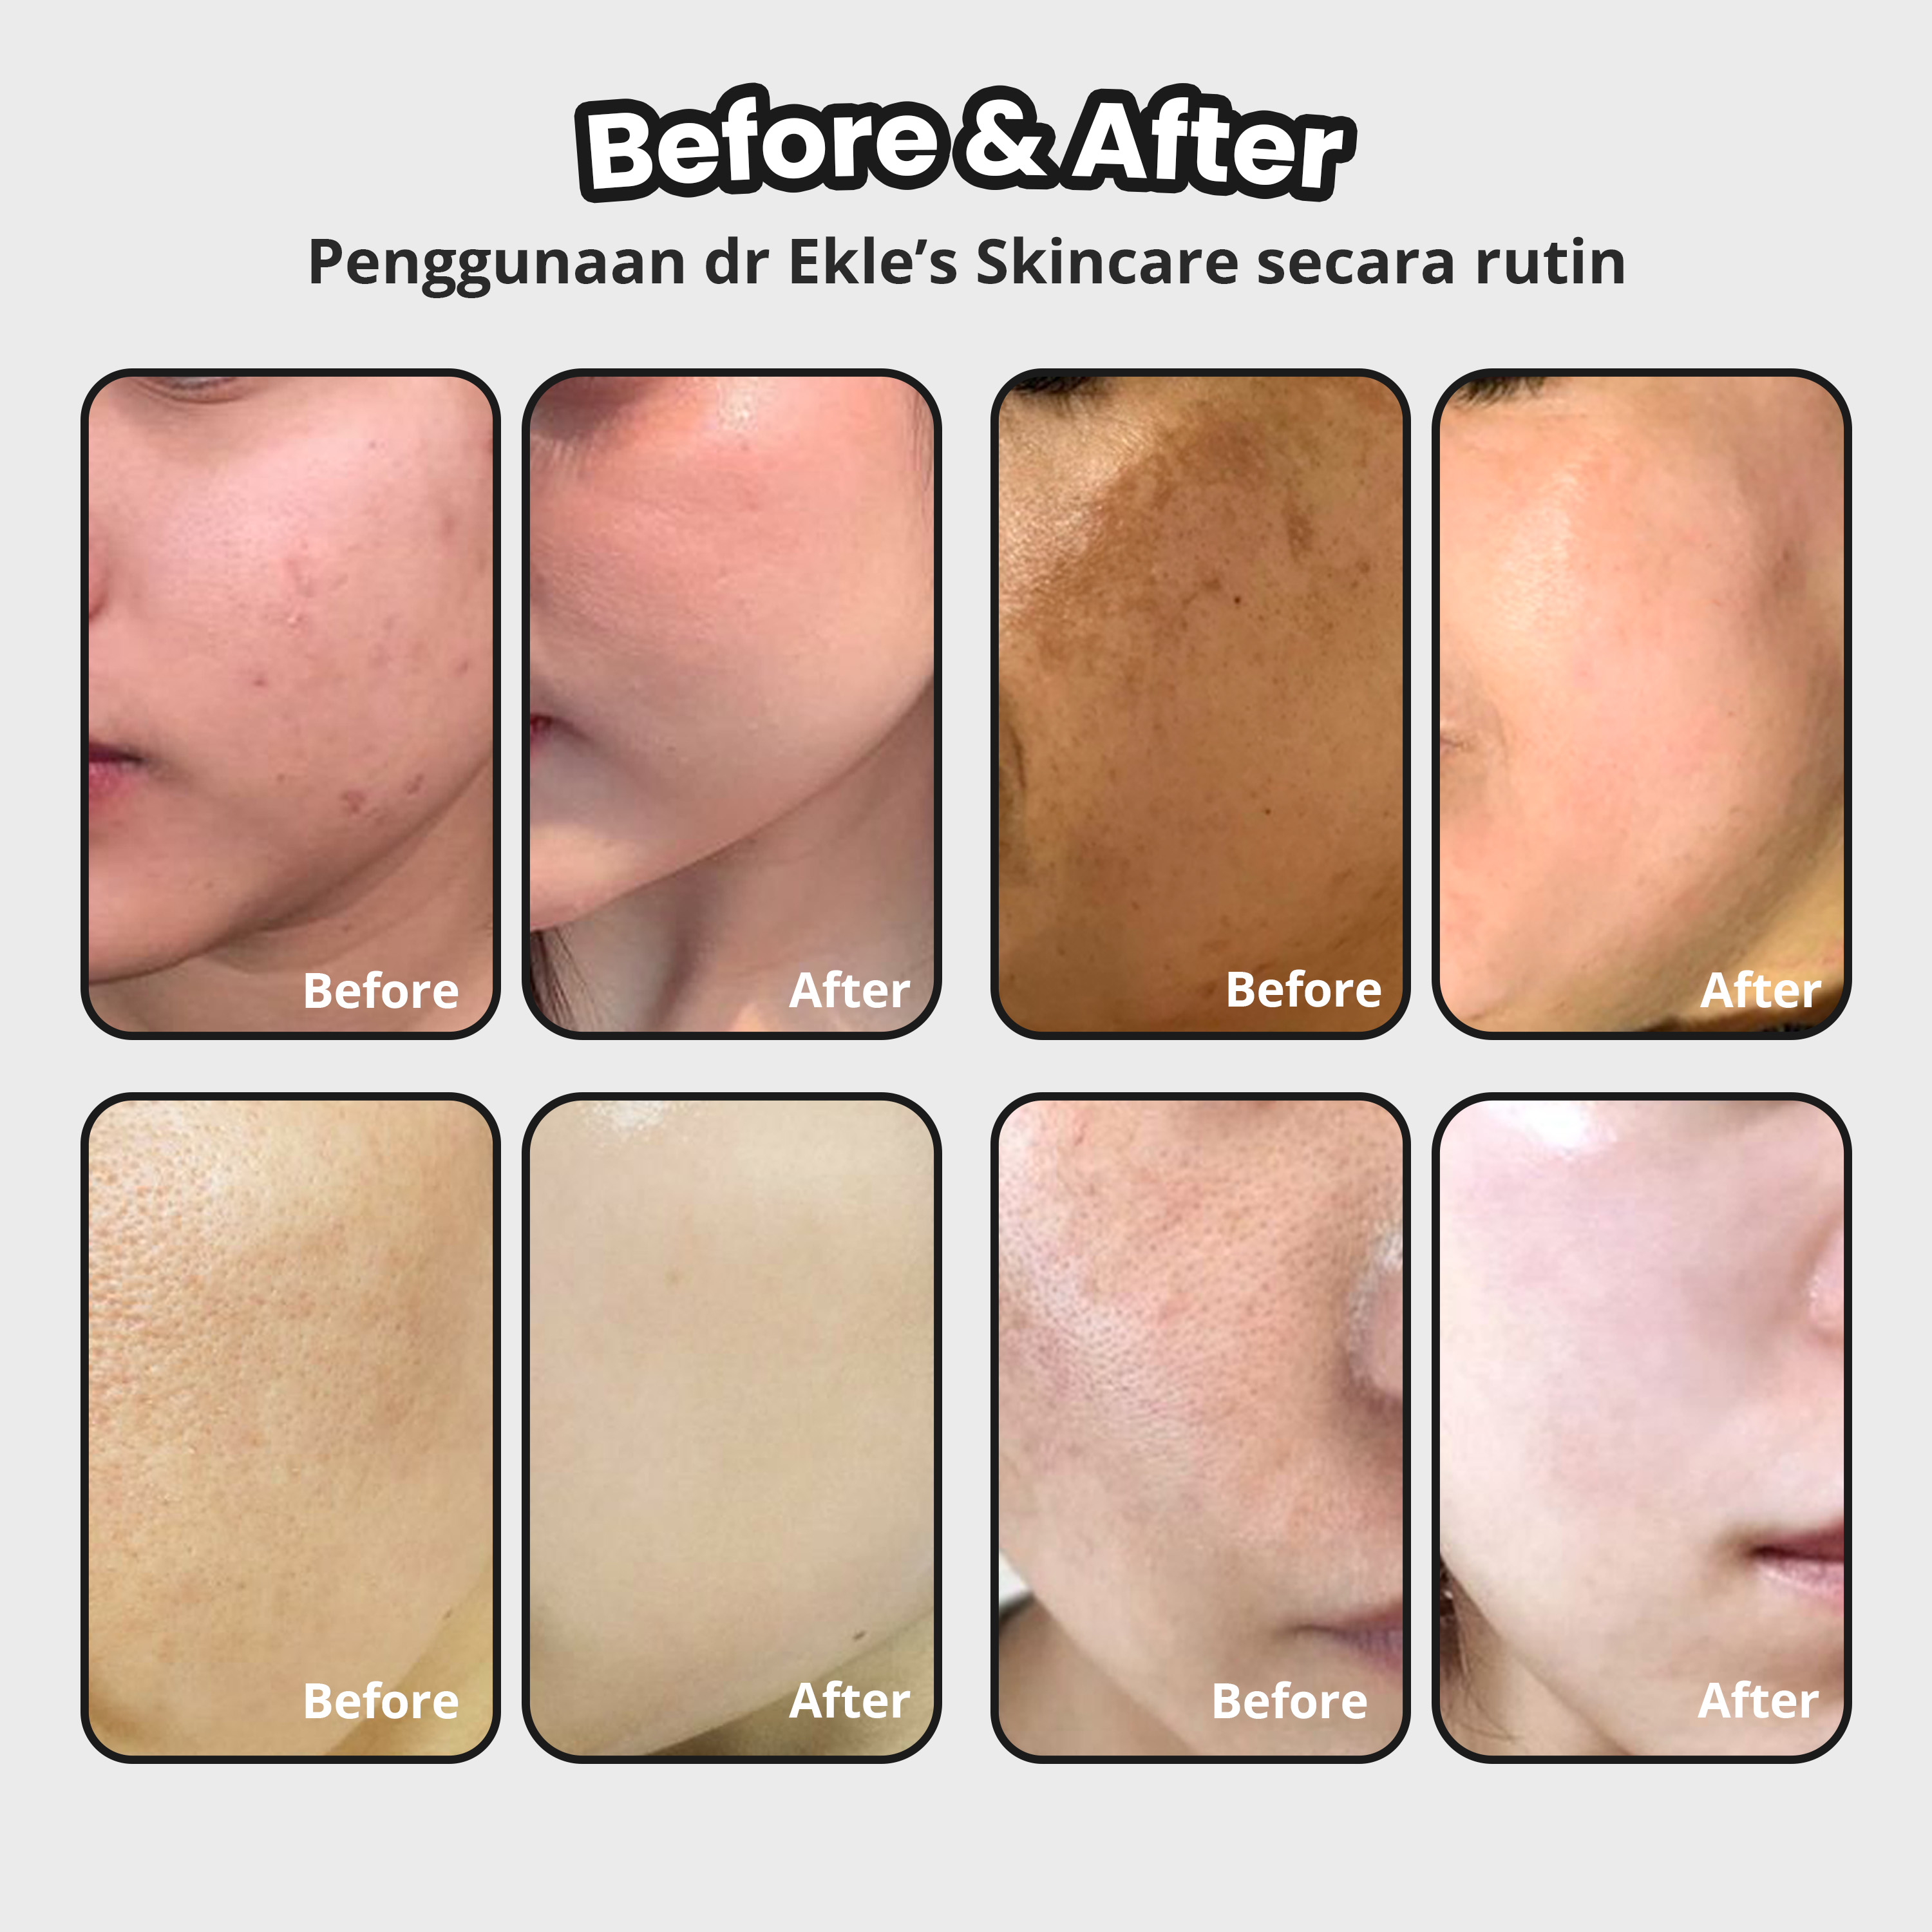 Before & After
Penggunaan dr Ekle’s Skincare secara rutin
Before
After
Before
After
Before
After
Before
After